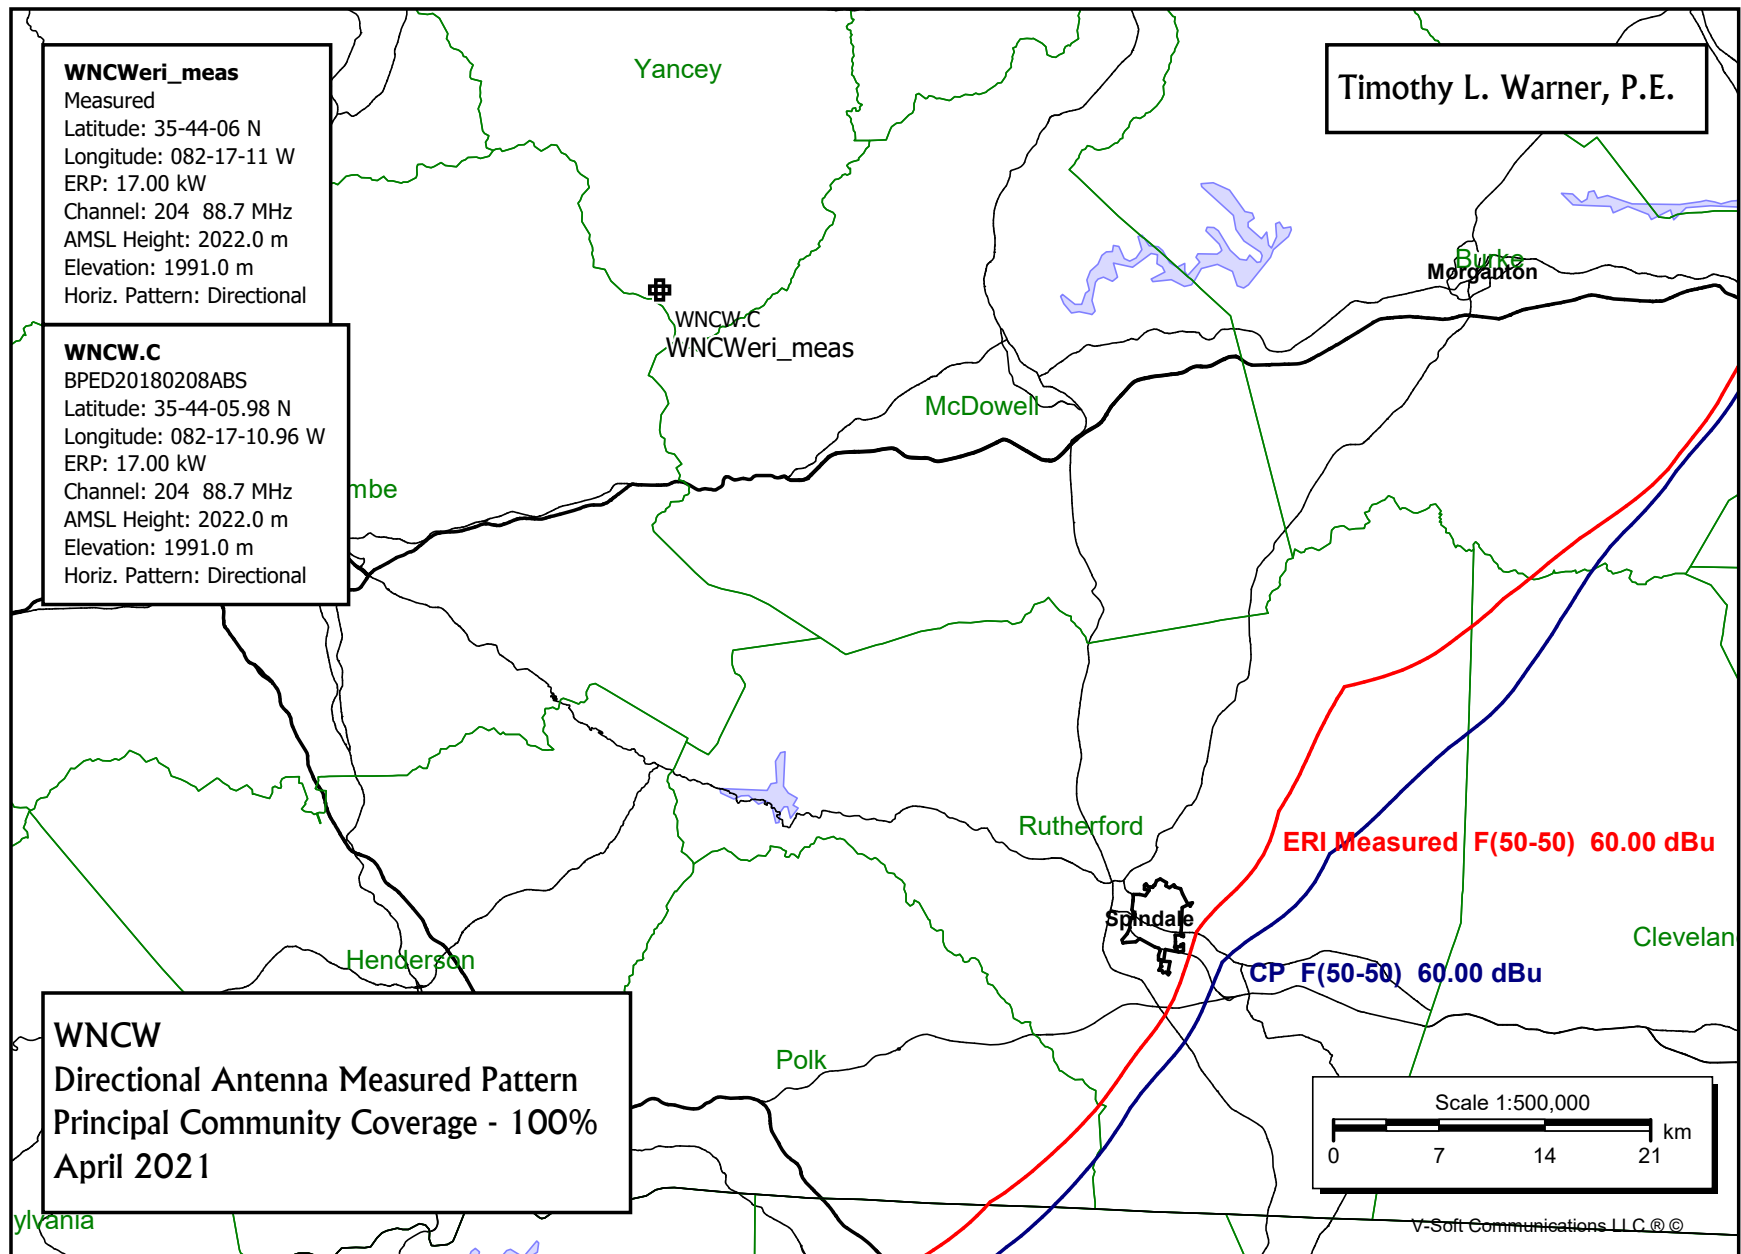 WNCWeri_meas
Measured
Latitude: 35-44-06 N
Longitude: 082-17-11 W
ERP: 17.00 kW
Channel: 204  88.7 MHz
AMSL Height: 2022.0 m
Elevation: 1991.0 m
Horiz. Pattern: Directional
WNCW.C
BPED20180208ABS
Latitude: 35-44-05.98 N
Longitude: 082-17-10.96 W
ERP: 17.00 kW
Channel: 204  88.7 MHz
AMSL Height: 2022.0 m
Elevation: 1991.0 m
Horiz. Pattern: Directional
Timothy L. Warner, P.E.
Yancey
Burke
Morganton
WNCW.C
WNCWeri_meas
McDowell
mbe
Rutherford
ERI Measured  F(50-50)  60.00 dBu
Spindale
Clevelan
Henderson
CP  F(50-50)  60.00 dBu
Polk
WNCW
Directional Antenna Measured Pattern
Principal Community Coverage - 100%
April 2021
Scale 1:500,000
km
0 7 14 21
ylvania
V-Soft Communications LLC ® ©